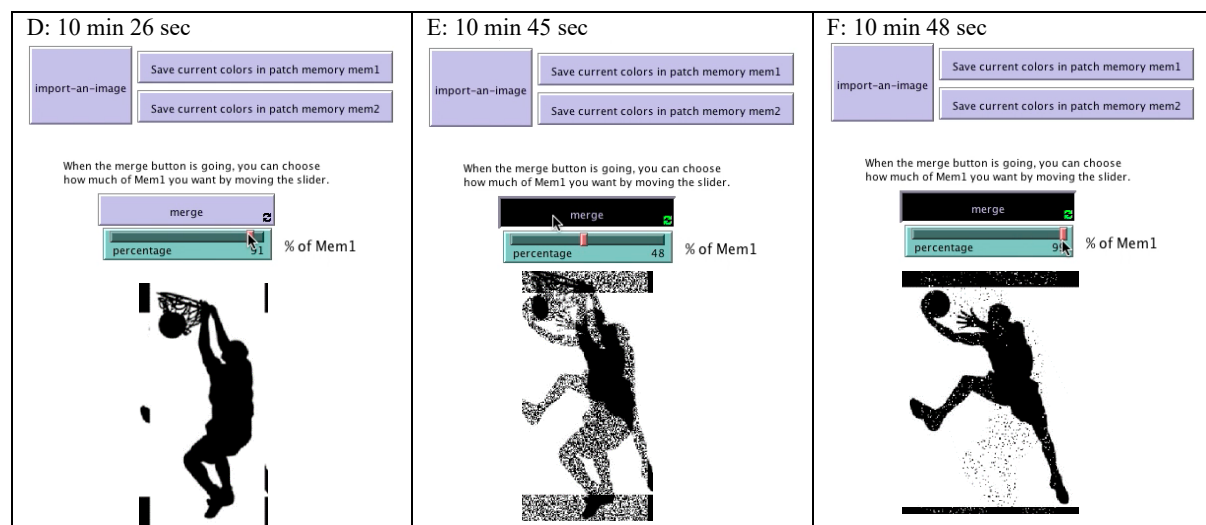 D: 10 min 26 sec
import-an-image
Save current colors in patch memory mem1
Save current colors in patch memory mem2
When the merge button is going, you can choose
how much of Mem1 you want by moving the slider.
merge
percentage
% of Mem1
E: 10 min 45 sec
import-an-image
Save current colors in patch memory mem1
Save current colors in patch memory mem2
When the merge button is going, you can choose
how much of Mem1 you want by moving the slider.
merge
percentage 48
% of Mem1
F: 10 min 48 sec
import-an-image
Save current colors in patch memory mem1
Save current colors in patch memory mem2
When the merge button is going, you can choose
how much of Mem1 you want by moving the slider.
merge
percentage
% of Mem1